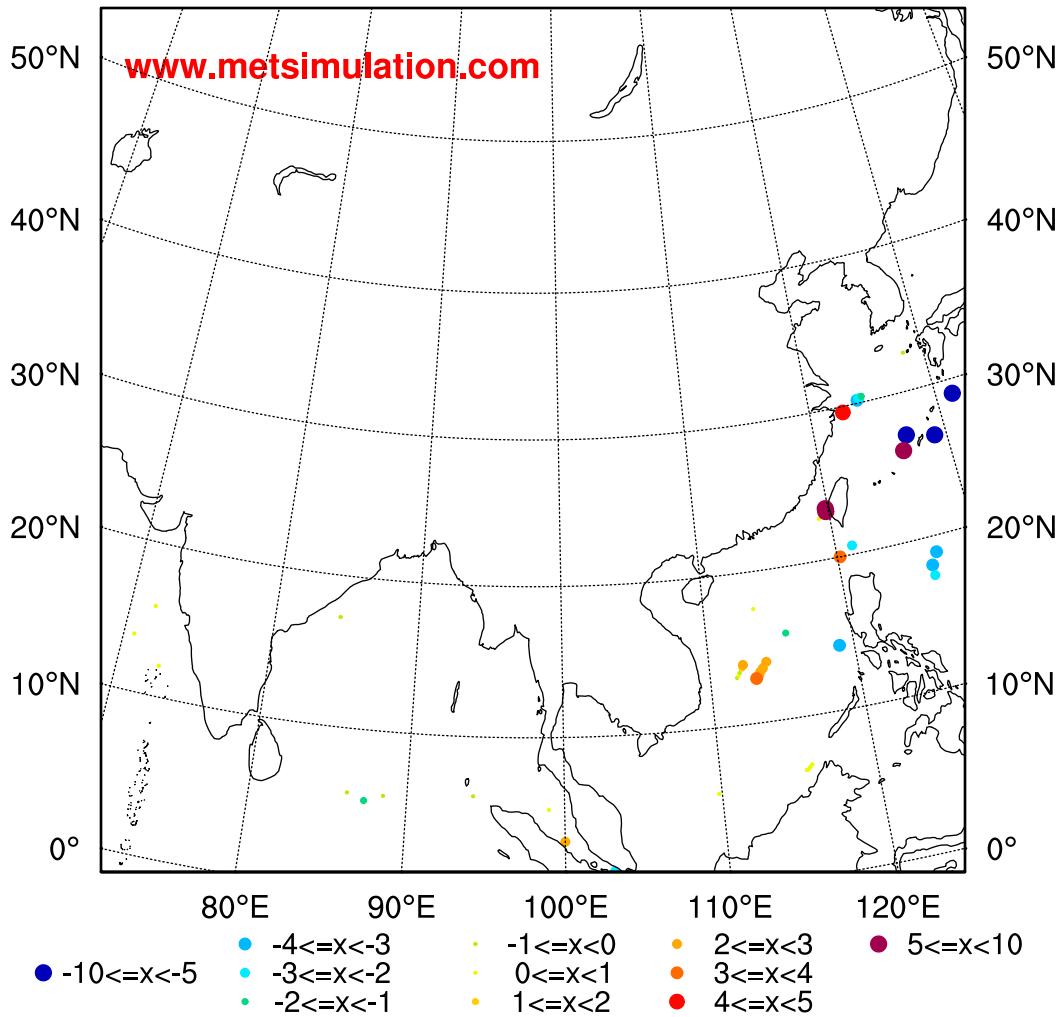 www.metsimulation.com
50°N 50°N
40°N 40°N
30°N 30°N
20°N 20°N
10°N 10°N
0° 0°
80°E 90°E 100°E 110°E 120°E
-4<=x<-3 -1<=x<0 2<=x<3 5<=x<10
-10<=x<-5 -3<=x<-2 0<=x<1 3<=x<4
-2<=x<-1 1<=x<2 4<=x<5